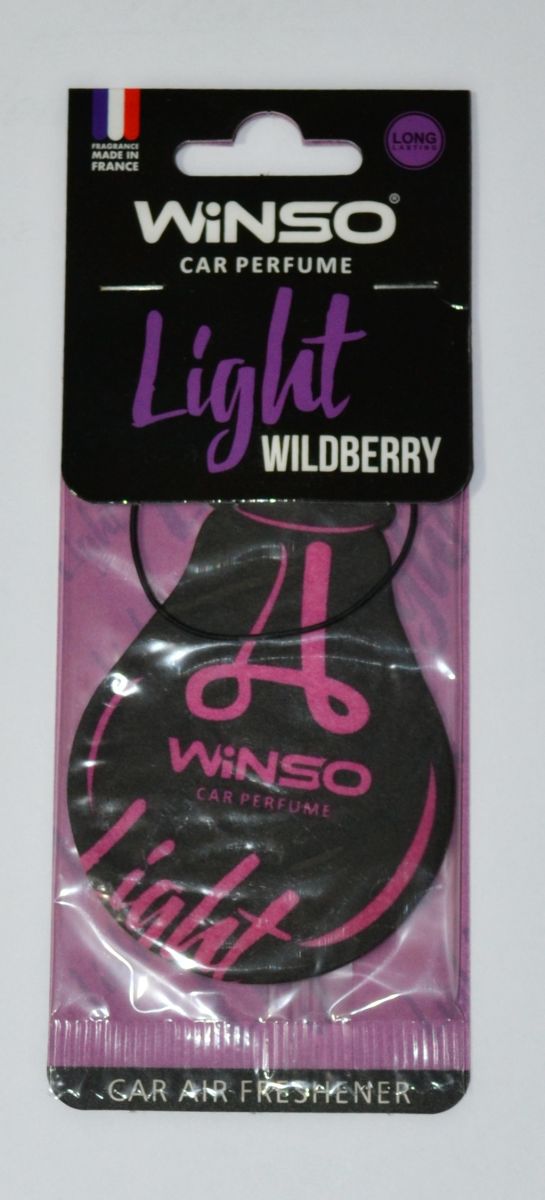 FRAGRANCE
MADE IN
FRANCE
LONG
LASTING
WiNSO®
CAR PERFUME
Light
WILDBERRY
WiNSO
CAR PERFUME
Light
CAR AIR FRESHENER